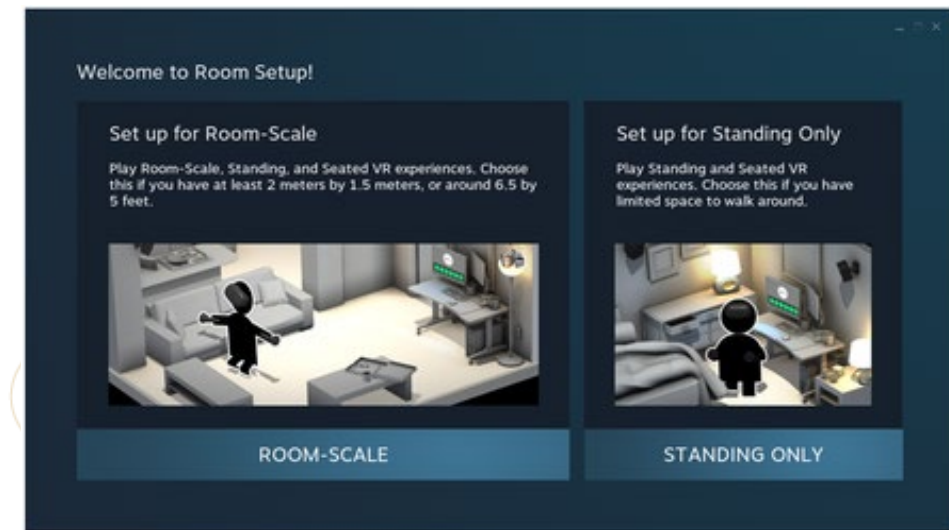 Welcome to Room Setup!
Set up for Room-Scale
Play Room-Scale, Standing, and Seated VR experiences. Choose
this if you have at least 2 meters by 1.5 meters, or around 6.5 by
5 feet.
ROOM-SCALE
Set up for Standing Only
Play Standing and Seated VR
experiences. Choose this if you have
limited space to walk around.
STANDING ONLY